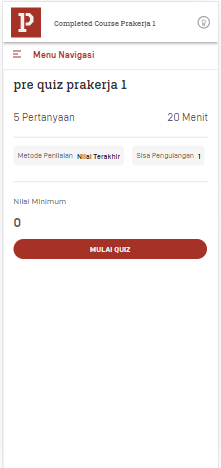 p
Completed Course Prakerja 1
Menu Navigasi
pre quiz prakerja 1
5 Pertanyaan 20 Menit
Metode Penilaian Nilai Terakhir Sisa Pengulangan 1
Nilai Minimum
0
MULAI QUIZ